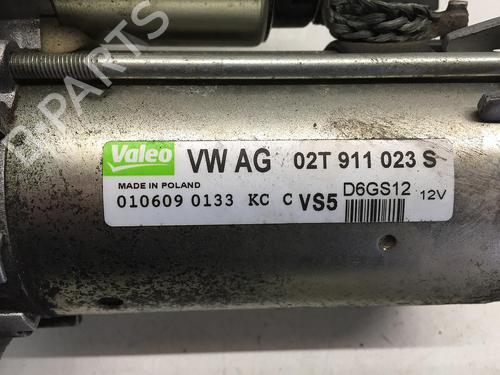 B-PARTS
Valeo VW AG 02T 911 023 S
MADE IN POLAND
010609 0133 KC C VS5 D6GS12 12V